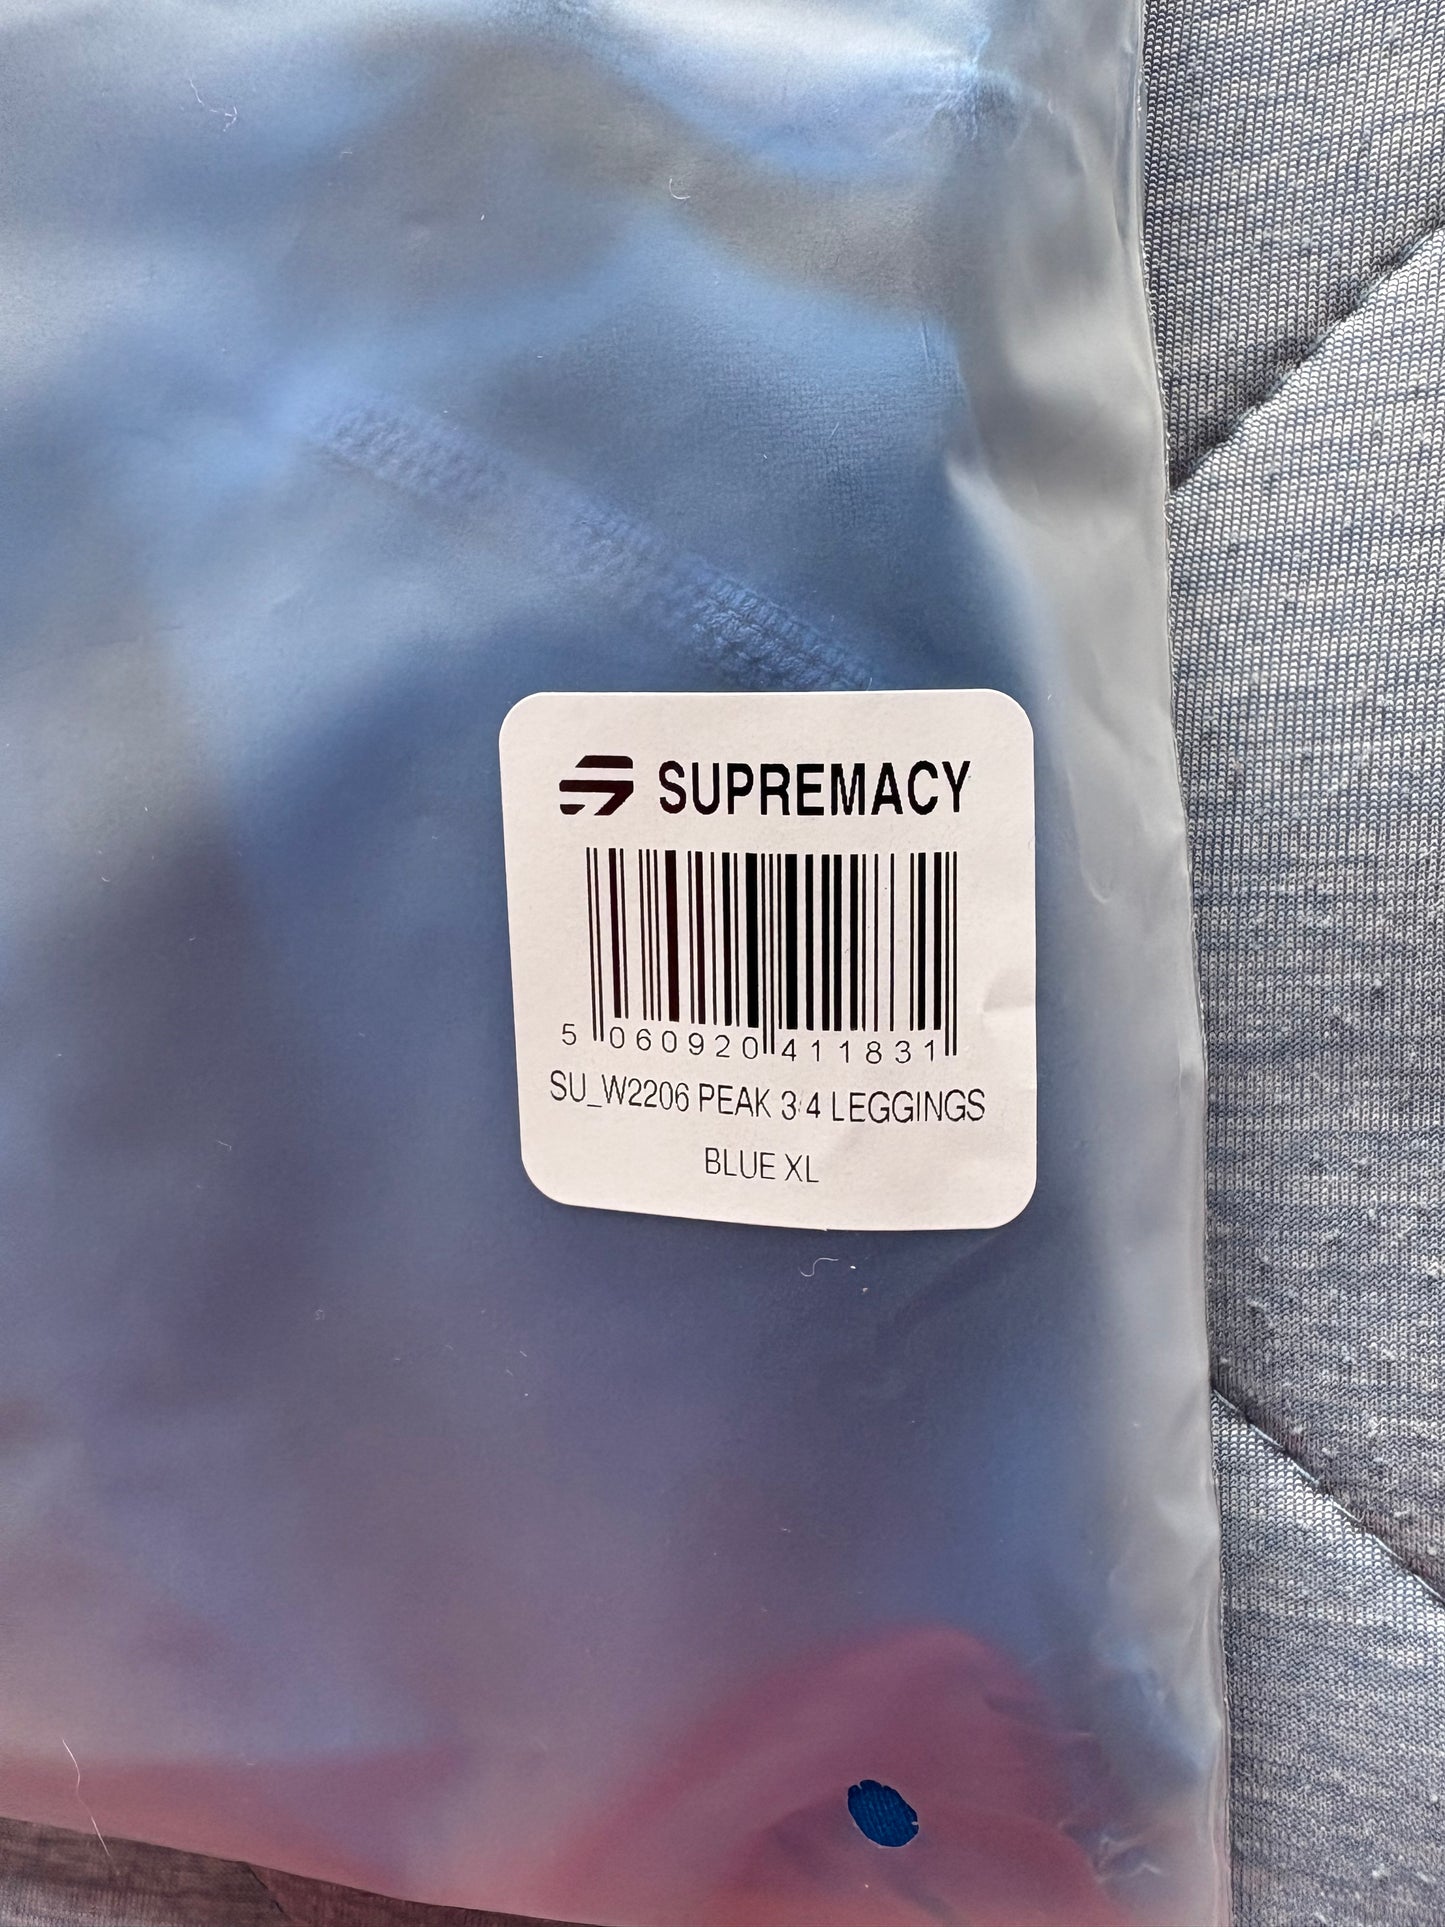 SUPREMACY
5 060920 411831
SU_W2206 PEAK 3/4 LEGGINGS
BLUE XL